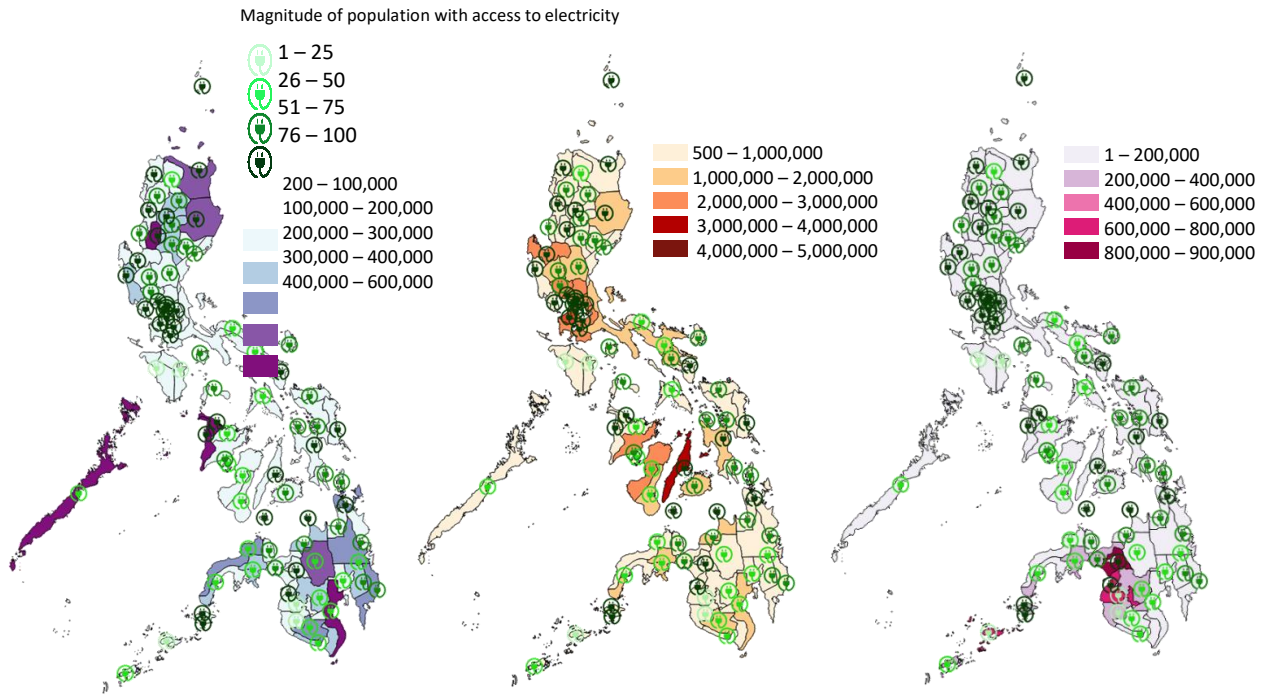 Magnitude of population with access to electricity
1 – 25
26 – 50
51 – 75
76 – 100
200 – 100,000
100,000 – 200,000
200,000 – 300,000
300,000 – 400,000
400,000 – 600,000
500 – 1,000,000
1,000,000 – 2,000,000
2,000,000 – 3,000,000
3,000,000 – 4,000,000
4,000,000 – 5,000,000
1 – 200,000
200,000 – 400,000
400,000 – 600,000
600,000 – 800,000
800,000 – 900,000